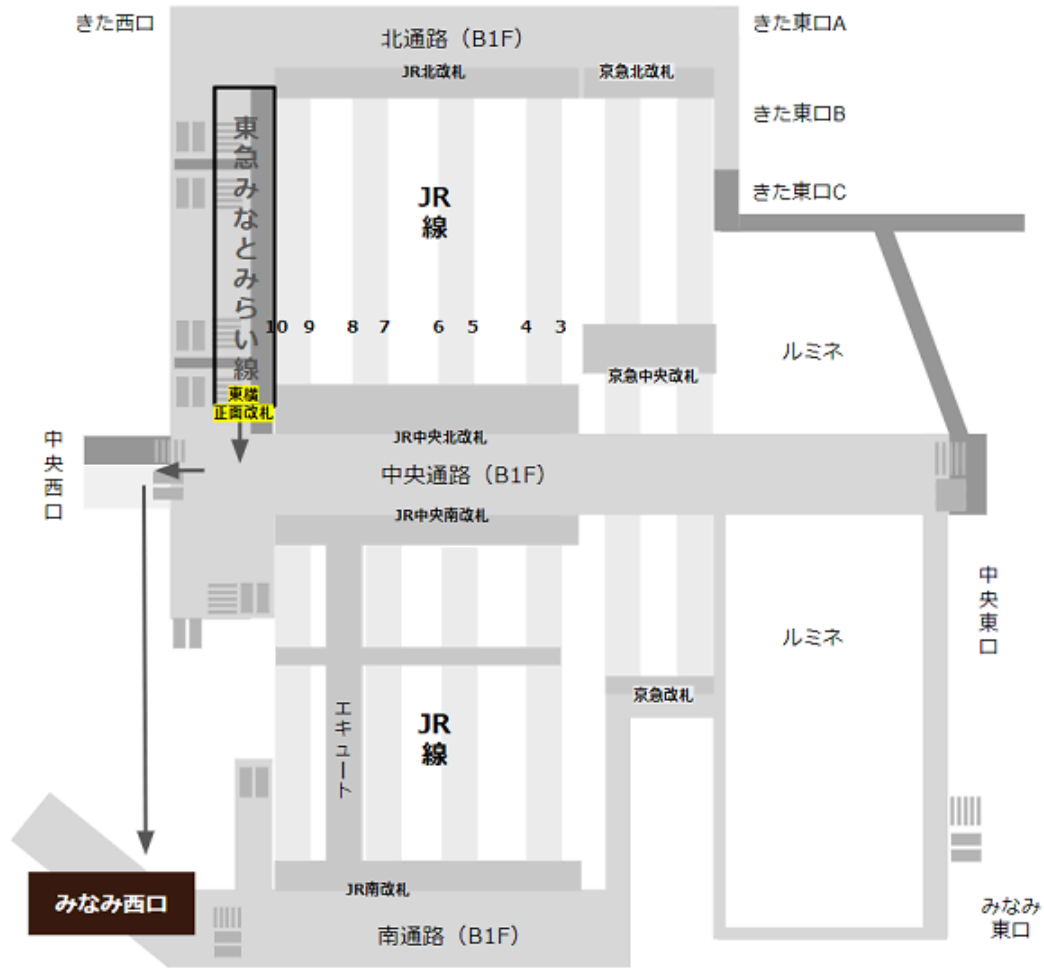 きた西口
北通路（B1F）
きた東口A
JR北改札
京急北改札
きた東口B
東急みなとみらい線
JR
線
きた東口C
10 9 8 7 6 5 4 3
ルミネ
京急中央改札
東横
正面改札
JR中央北改札
中央西口
中央通路（B1F）
JR中央南改札
中央東口
ルミネ
京急改札
エキュート
JR
線
JR南改札
みなみ西口
南通路（B1F）
みなみ
東口